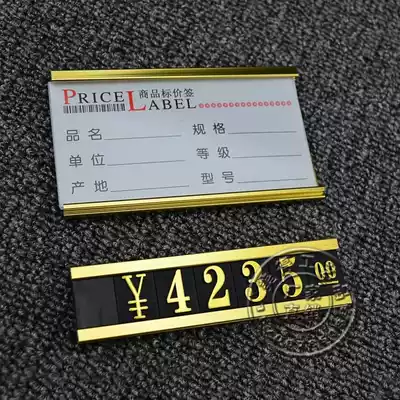 PRICE LABEL 商品标价签
品名 规格
单位 等级
产地 型号
¥ 4235.00